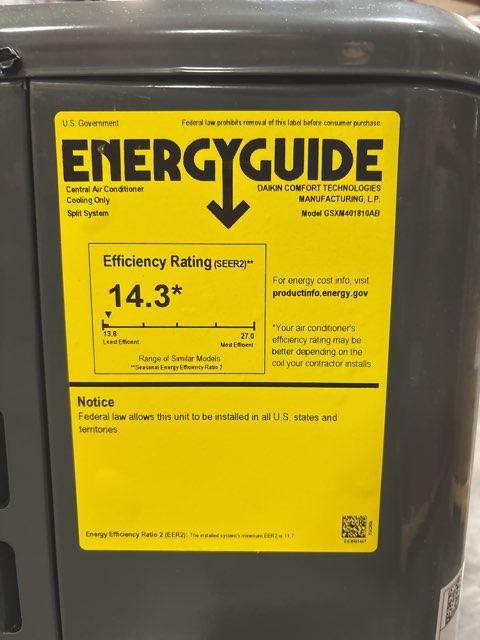 U.S. Government Federal law prohibits removal of this label before consumer purchase.
ENERGYGUIDE
Central Air Conditioner
Cooling Only
Split System
DAIKIN COMFORT TECHNOLOGIES
MANUFACTURING, L.P.
Model GSXM401810AB
Efficiency Rating (SEER2)**
14.3*
13.8 27.0
Least Efficient Most Efficient
Range of Similar Models
**Seasonal Energy Efficiency Ratio 2
For energy cost info, visit
productinfo.energy.gov
*Your air conditioner's
efficiency rating may be
better depending on the
coil your contractor installs.
Notice
Federal law allows this unit to be installed in all U.S. states and
territories.
Energy Efficiency Ratio 2 (EER2): The installed system's minimum EER2 is 11.7.